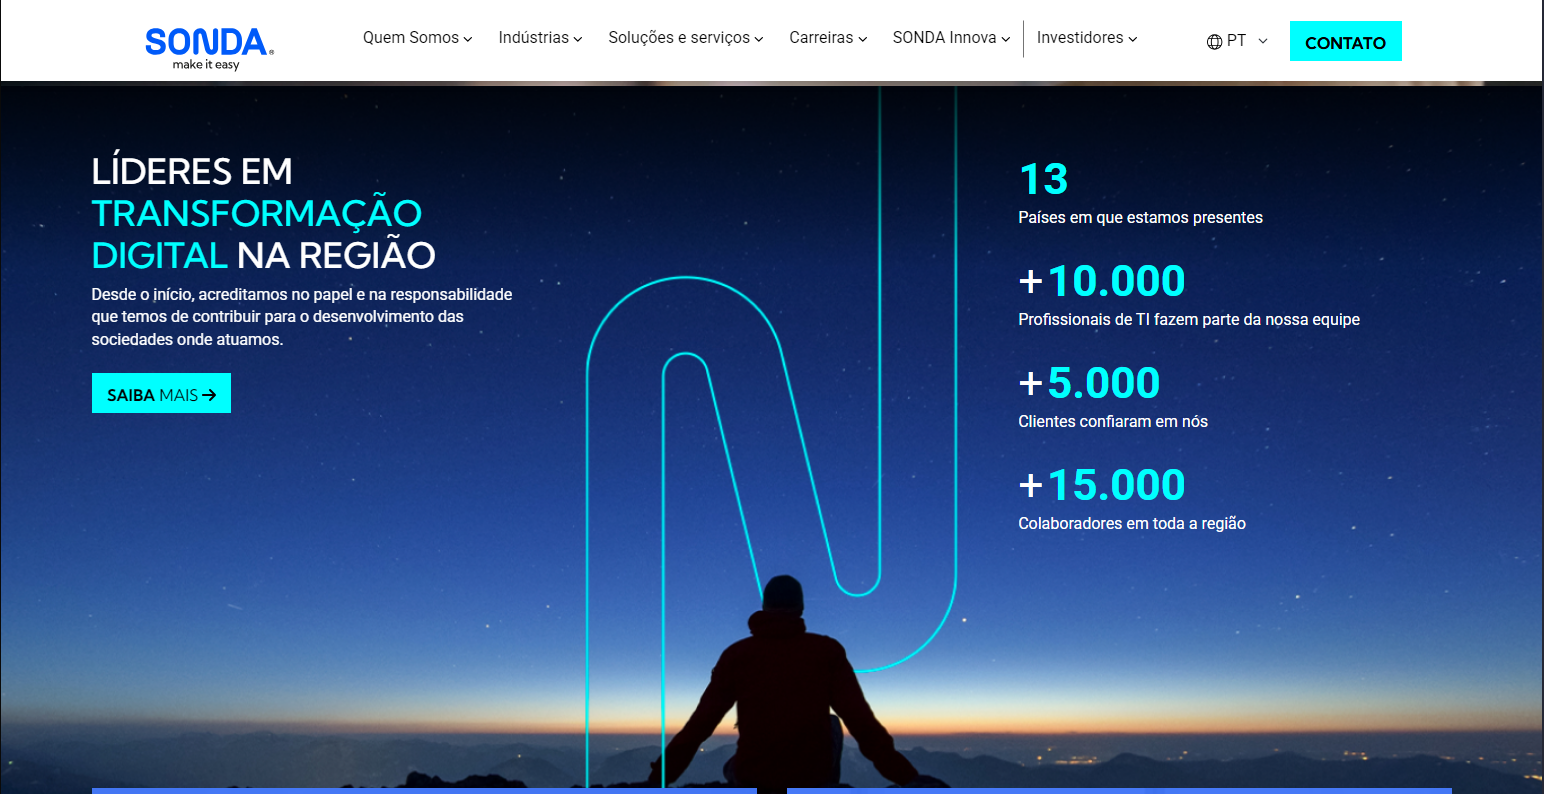 SONDA®
make it easy
Quem Somos
Indústrias
Soluções e serviços
Carreiras
SONDA Innova
Investidores
PT
CONTATO
LÍDERES EM
TRANSFORMAÇÃO
DIGITAL NA REGIÃO
Desde o início, acreditamos no papel e na responsabilidade
que temos de contribuir para o desenvolvimento das
sociedades onde atuamos.
SAIBA MAIS →
13
Países em que estamos presentes
+10.000
Profissionais de TI fazem parte da nossa equipe
+5.000
Clientes confiaram em nós
+15.000
Colaboradores em toda a região